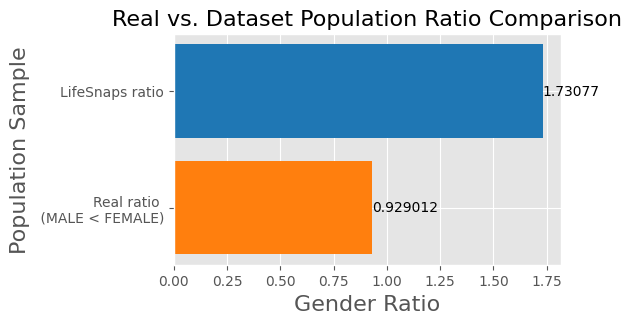 Real vs. Dataset Population Ratio Comparison
Population Sample
LifeSnaps ratio
1.73077
Real ratio
(MALE < FEMALE)
0.929012
0.00 0.25 0.50 0.75 1.00 1.25 1.50 1.75
Gender Ratio